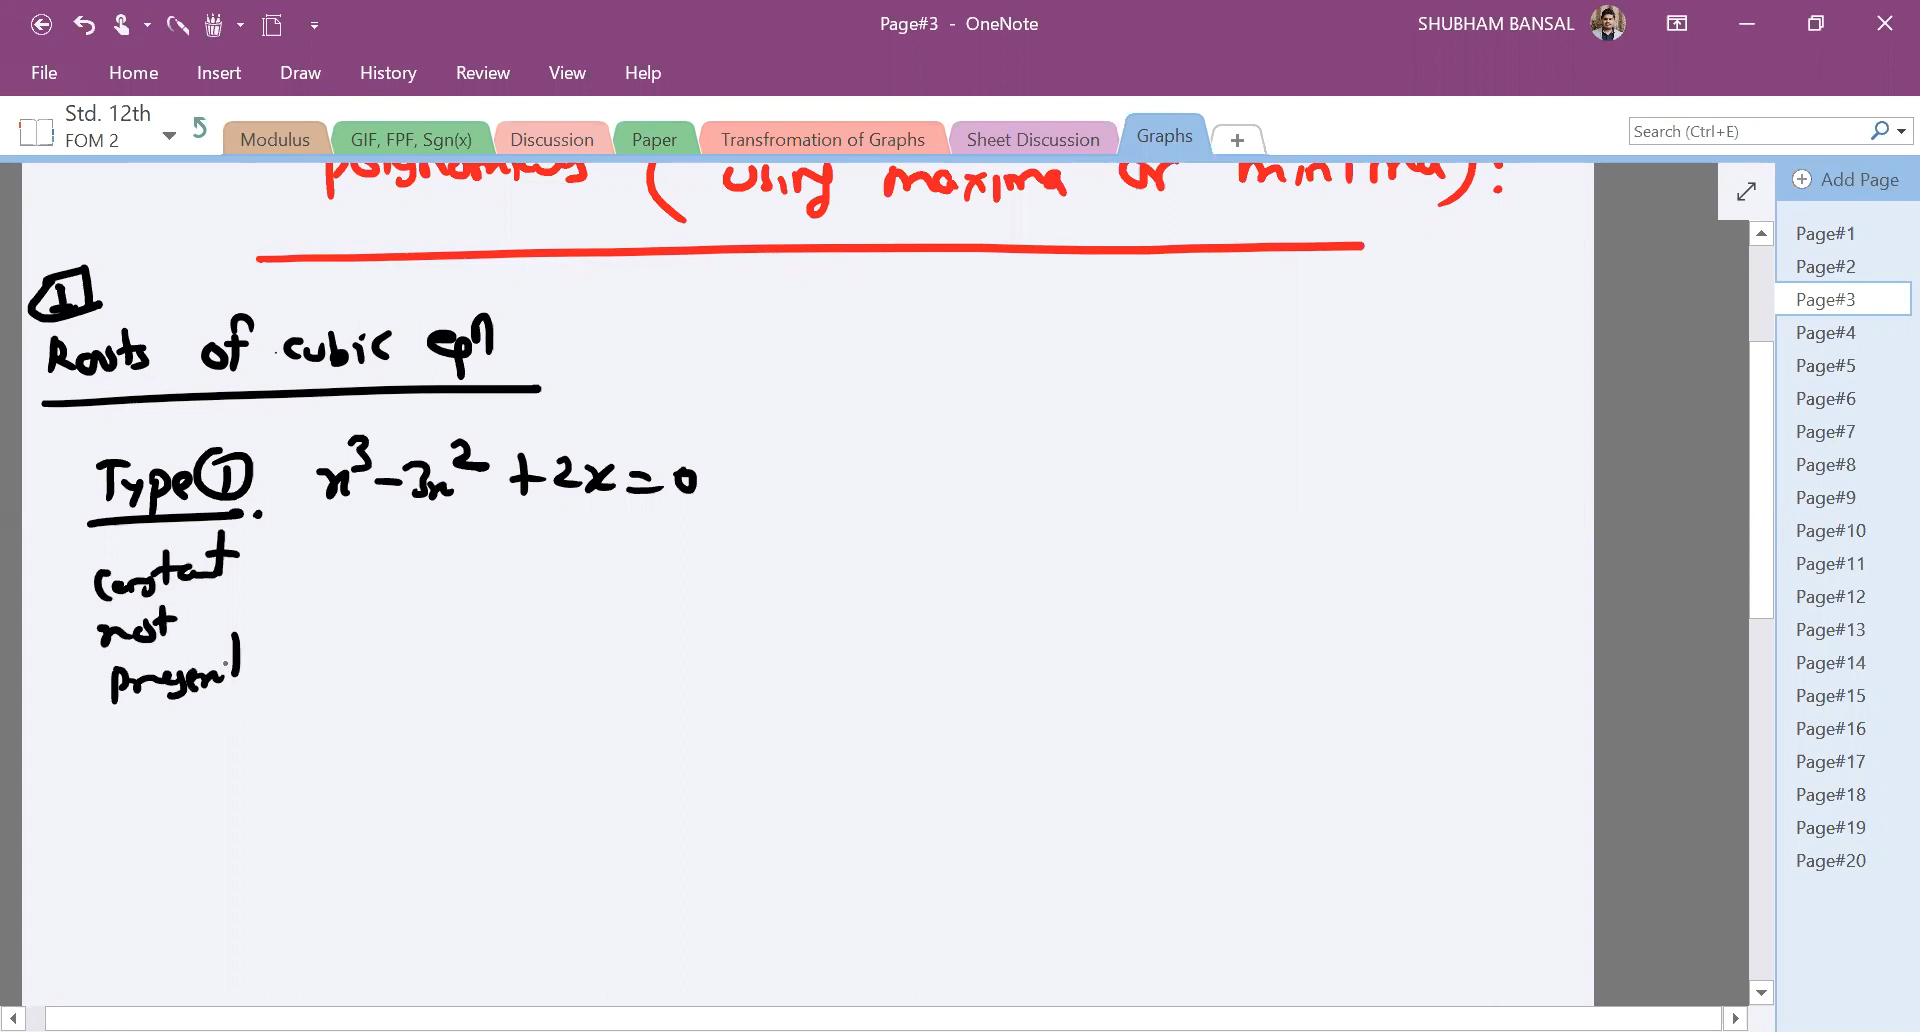 Page#3 - OneNote
SHUBHAM BANSAL
File Home Insert Draw History Review View Help
Std. 12th
FOM 2
Modulus GIF, FPF, Sgn(x) Discussion Paper Transfromation of Graphs Sheet Discussion Graphs +
Search (Ctrl+E)
polynomials ( using maxima or minima) :
Add Page
Page#1
Page#2
Page#3
Page#4
Page#5
Page#6
Page#7
Page#8
Page#9
Page#10
Page#11
Page#12
Page#13
Page#14
Page#15
Page#16
Page#17
Page#18
Page#19
Page#20
1
Roots of cubic eqn
Type 1 x³ - 3x² + 2x = 0
constant
not
present